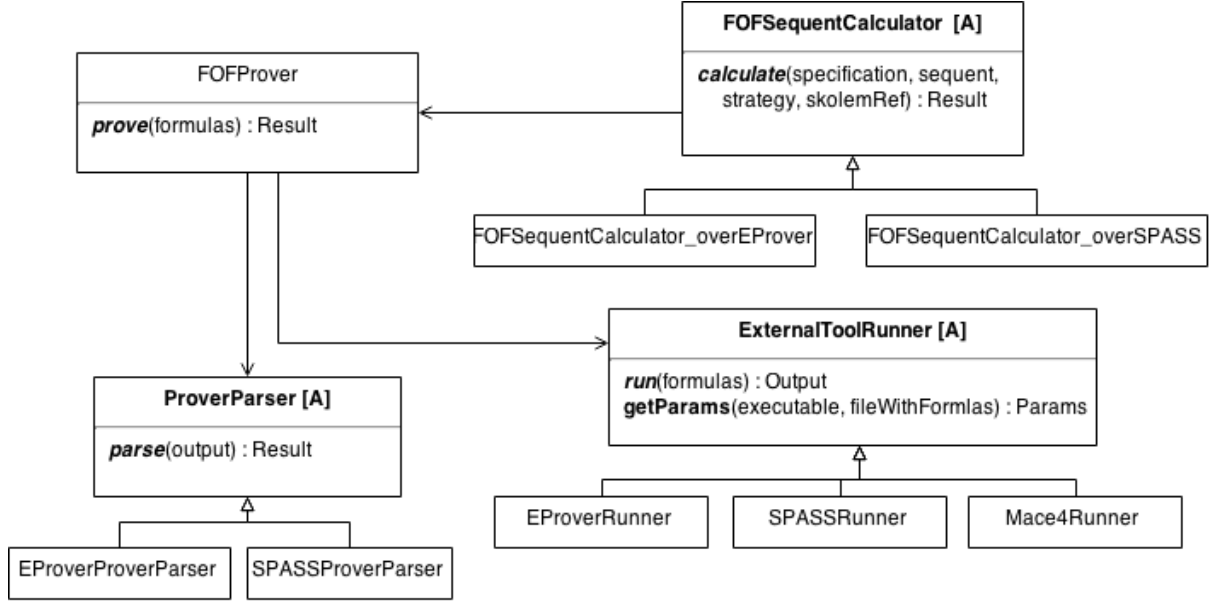 FOFSequentCalculator [A]
calculate(specification, sequent,
strategy, skolemRef) : Result
FOFProver
prove(formulas) : Result
FOFSequentCalculator_overEProver
FOFSequentCalculator_overSPASS
ExternalToolRunner [A]
run(formulas) : Output
getParams(executable, fileWithFormlas) : Params
ProverParser [A]
parse(output) : Result
EProverRunner
SPASSRunner
Mace4Runner
EProverProverParser
SPASSProverParser